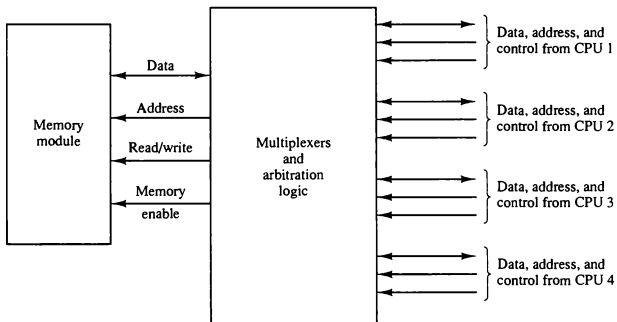 Memory
module
Data
Address
Read/write
Memory
enable
Multiplexers
and
arbitration
logic
Data, address, and
control from CPU 1
Data, address, and
control from CPU 2
Data, address, and
control from CPU 3
Data, address, and
control from CPU 4